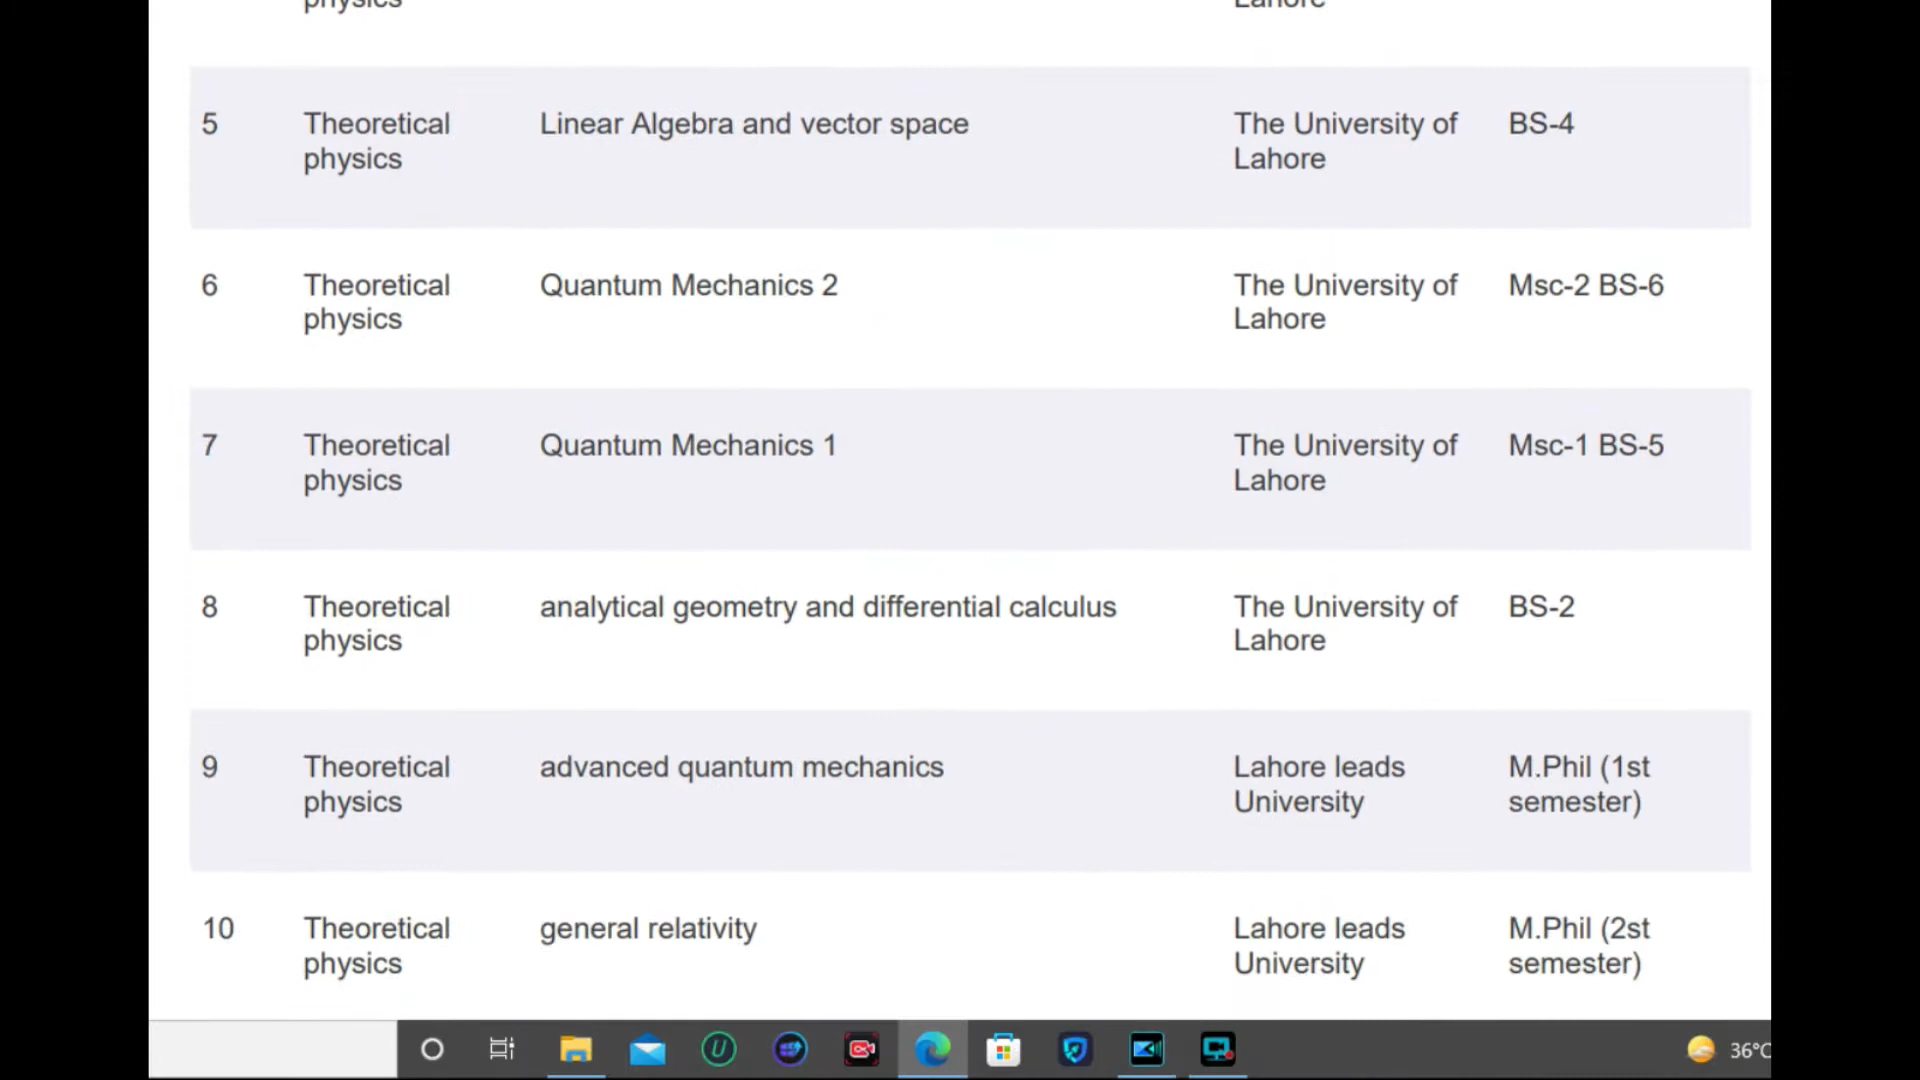 physics Lahore
5 Theoretical Linear Algebra and vector space The University of BS-4
physics Lahore
6 Theoretical Quantum Mechanics 2 The University of Msc-2 BS-6
physics Lahore
7 Theoretical Quantum Mechanics 1 The University of Msc-1 BS-5
physics Lahore
8 Theoretical analytical geometry and differential calculus The University of BS-2
physics Lahore
9 Theoretical advanced quantum mechanics Lahore leads M.Phil (1st
physics University semester)
10 Theoretical general relativity Lahore leads M.Phil (2st
physics University semester)
36°C